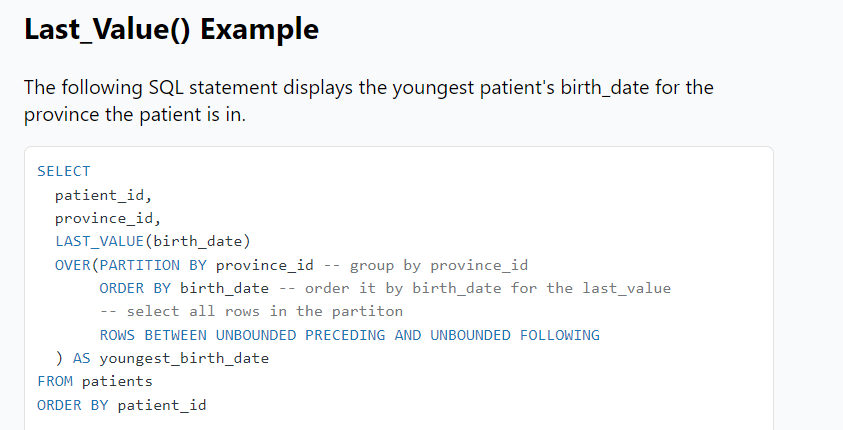 Last_Value() Example
The following SQL statement displays the youngest patient's birth_date for the
province the patient is in.
SELECT
  patient_id,
  province_id,
  LAST_VALUE(birth_date)
  OVER(PARTITION BY province_id -- group by province_id
       ORDER BY birth_date -- order it by birth_date for the last_value
       -- select all rows in the partiton
       ROWS BETWEEN UNBOUNDED PRECEDING AND UNBOUNDED FOLLOWING
  ) AS youngest_birth_date
FROM patients
ORDER BY patient_id